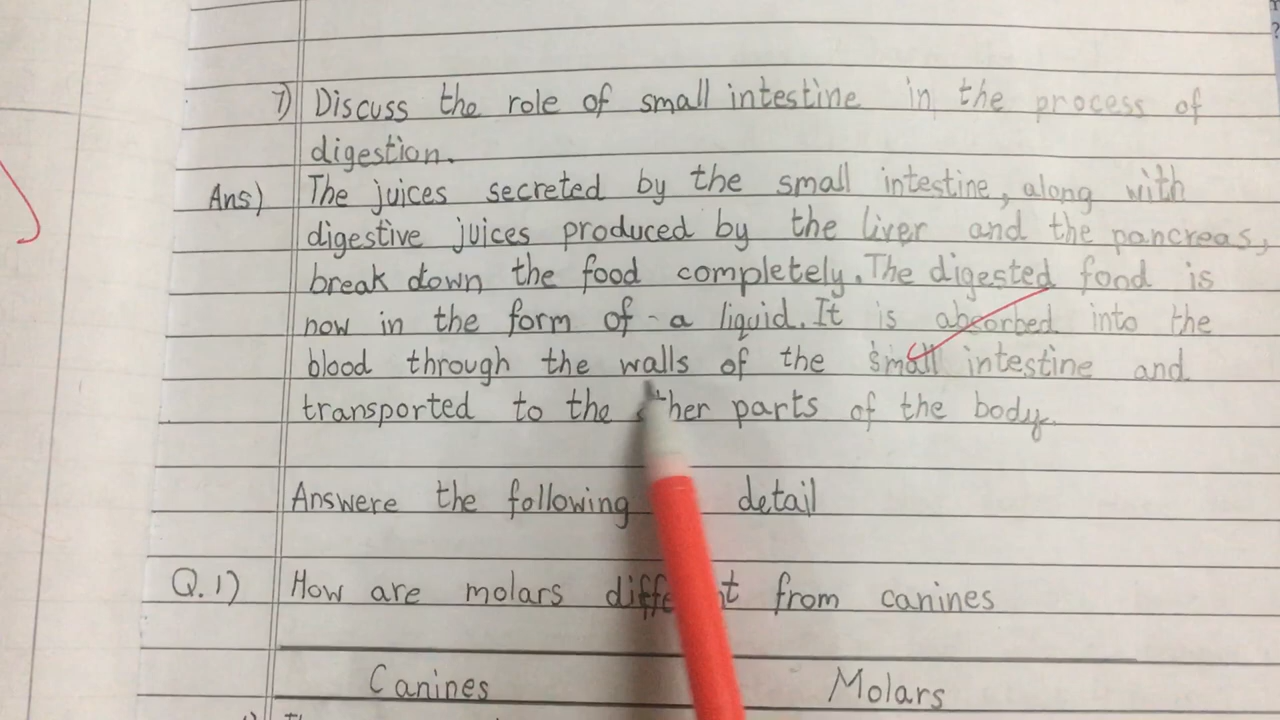 7) Discuss the role of small intestine in the process of
digestion.
Ans) The juices secreted by the small intestine, along with
digestive juices produced by the liver and the pancreas,
break down the food completely. The digested food is
now in the form of a liquid. It is absorbed into the
blood through the walls of the small intestine and
transported to the other parts of the body.
Answere the following detail
Q.1) How are molars different from canines
Canines Molars